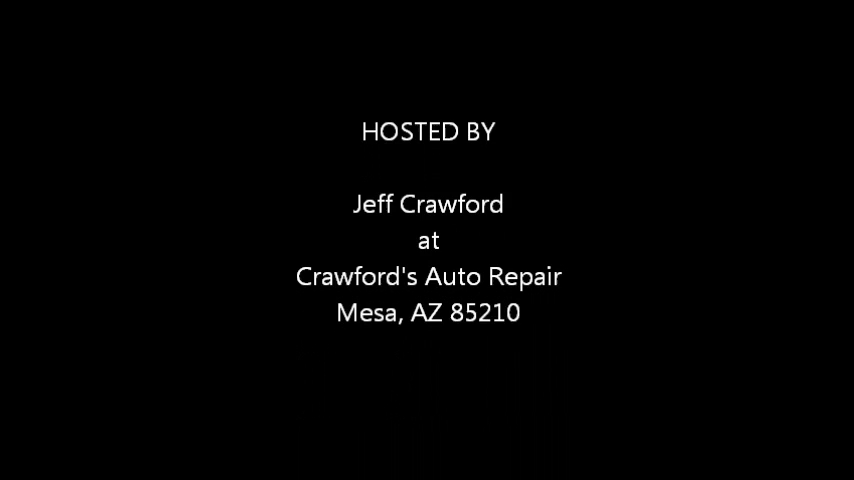 HOSTED BY
Jeff Crawford
at
Crawford's Auto Repair
Mesa, AZ 85210